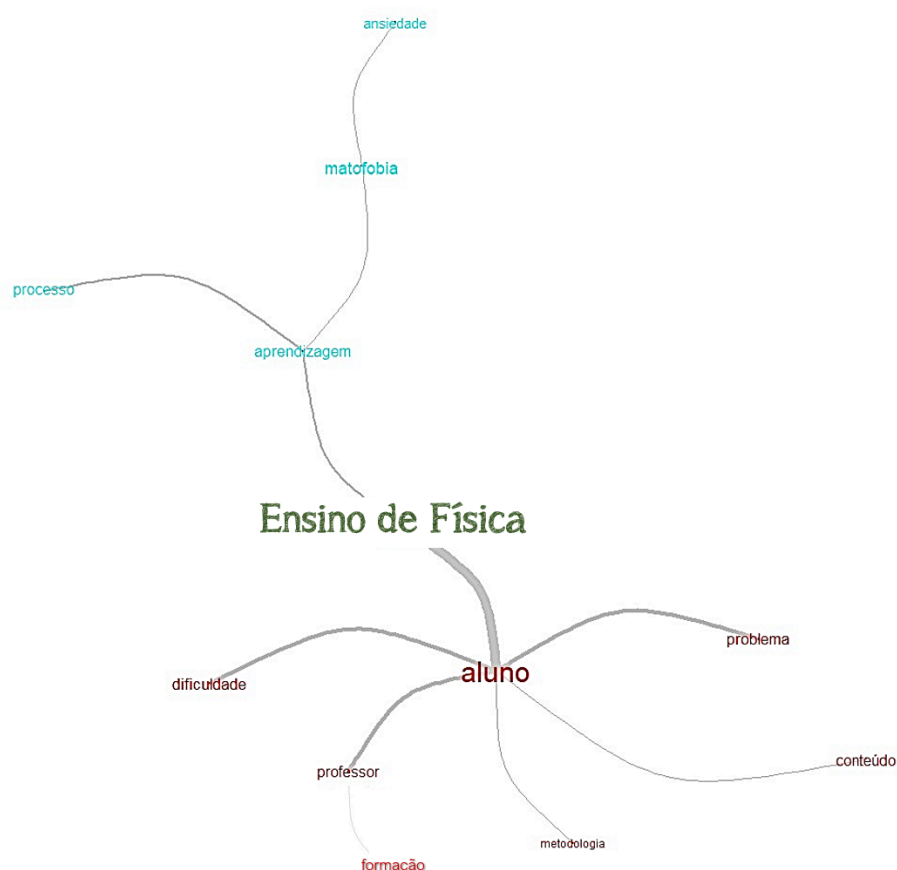 ansiedade
matofobia
processo
aprendizagem
Ensino de Física
problema
aluno
dificuldade
conteúdo
professor
metodologia
formação